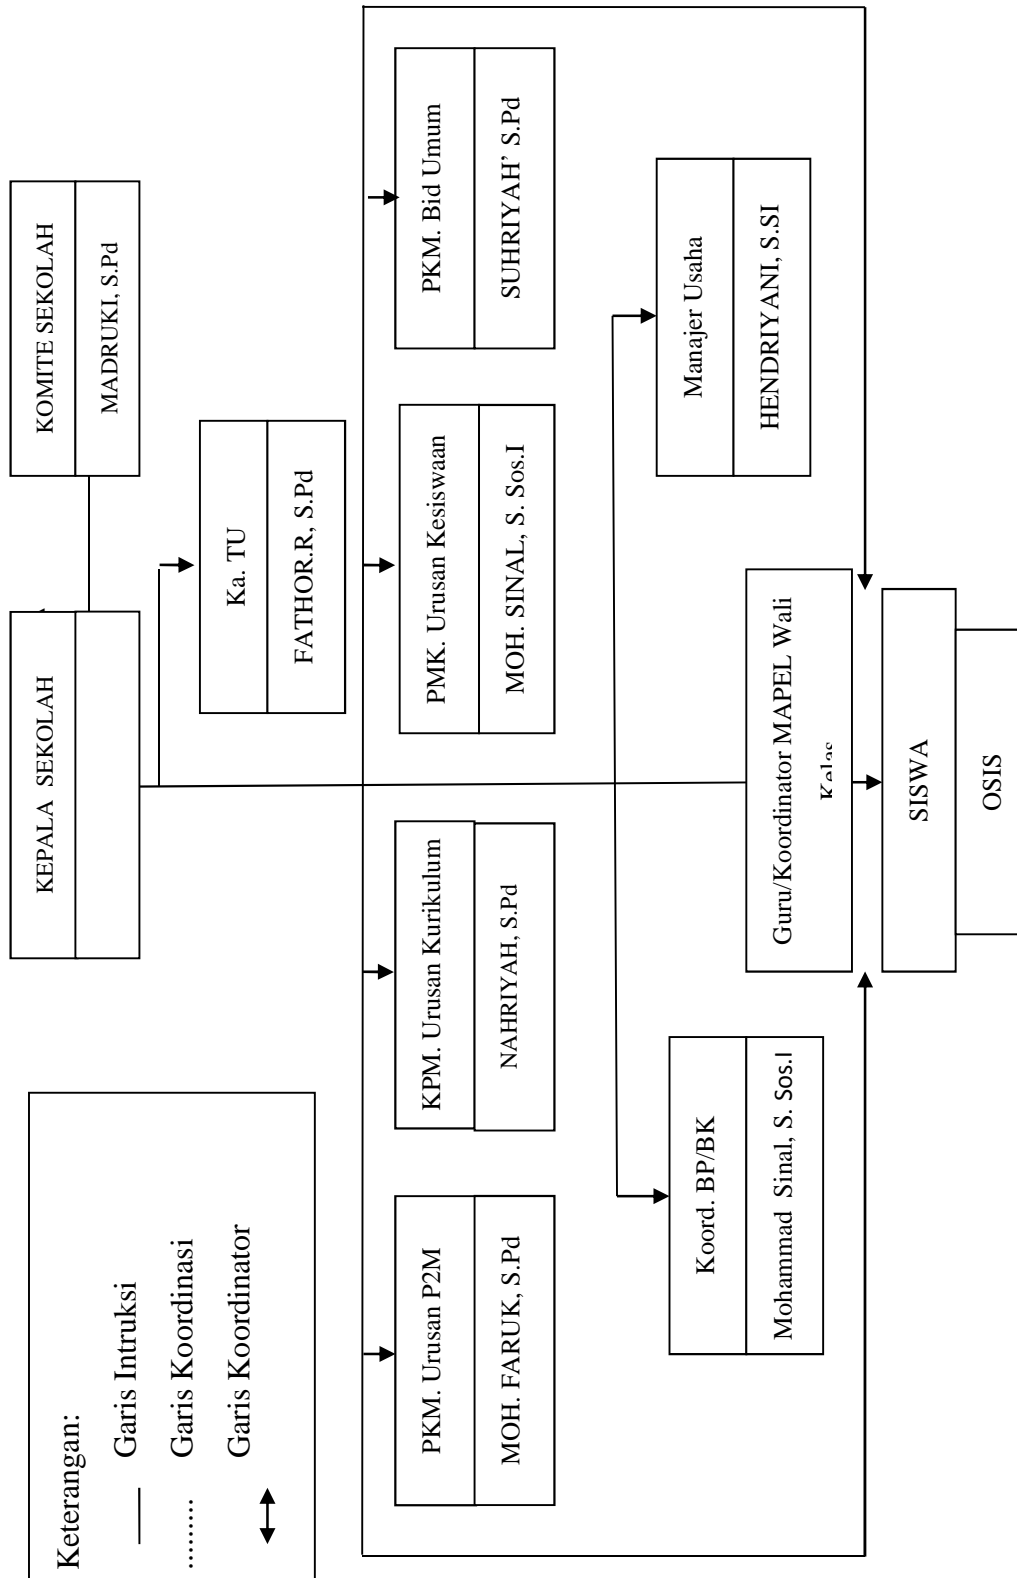 KEPALA SEKOLAH
KOMITE SEKOLAH
MADRUKI, S.Pd
Ka. TU
FATHOR.R, S.Pd
PKM. Urusan P2M
MOH. FARUK, S.Pd
KPM. Urusan Kurikulum
NAHRIYAH, S.Pd
PMK. Urusan Kesiswaan
MOH. SINAL, S. Sos.I
PKM. Bid Umum
SUHRIYAH’ S.Pd
Koord. BP/BK
Mohammad Sinal, S. Sos.I
Manajer Usaha
HENDRIYANI, S.SI
Guru/Koordinator MAPEL Wali
Kelas
SISWA
OSIS
Keterangan:
Garis Intruksi
......... Garis Koordinasi
Garis Koordinator